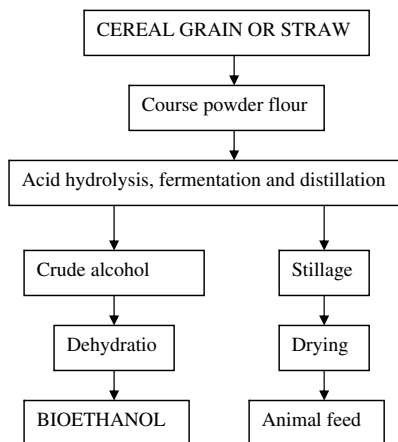 CEREAL GRAIN OR STRAW
Course powder flour
Acid hydrolysis, fermentation and distillation
Crude alcohol
Stillage
Dehydratio
Drying
BIOETHANOL
Animal feed